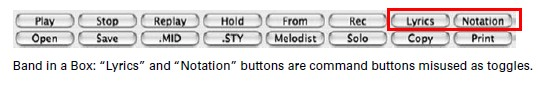 Play Stop Replay Hold From Rec Lyrics Notation
Open Save .MID .STY Melodist Solo Copy Print
Band in a Box: “Lyrics” and “Notation” buttons are command buttons misused as toggles.